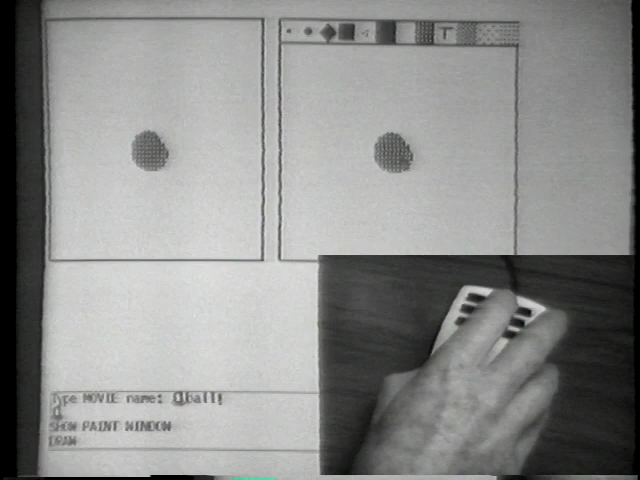 T
Type MOVIE name: @ball!
d
SHOW PAINT WINDOW
DRAW